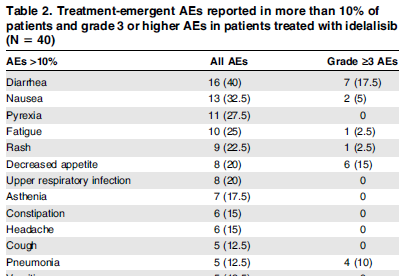 Table 2. Treatment-emergent AEs reported in more than 10% of
patients and grade 3 or higher AEs in patients treated with idelalisib
(N = 40)
AEs >10% All AEs Grade ≥3 AEs
Diarrhea 16 (40) 7 (17.5)
Nausea 13 (32.5) 2 (5)
Pyrexia 11 (27.5) 0
Fatigue 10 (25) 1 (2.5)
Rash 9 (22.5) 1 (2.5)
Decreased appetite 8 (20) 6 (15)
Upper respiratory infection 8 (20) 0
Asthenia 7 (17.5) 0
Constipation 6 (15) 0
Headache 6 (15) 0
Cough 5 (12.5) 0
Pneumonia 5 (12.5) 4 (10)